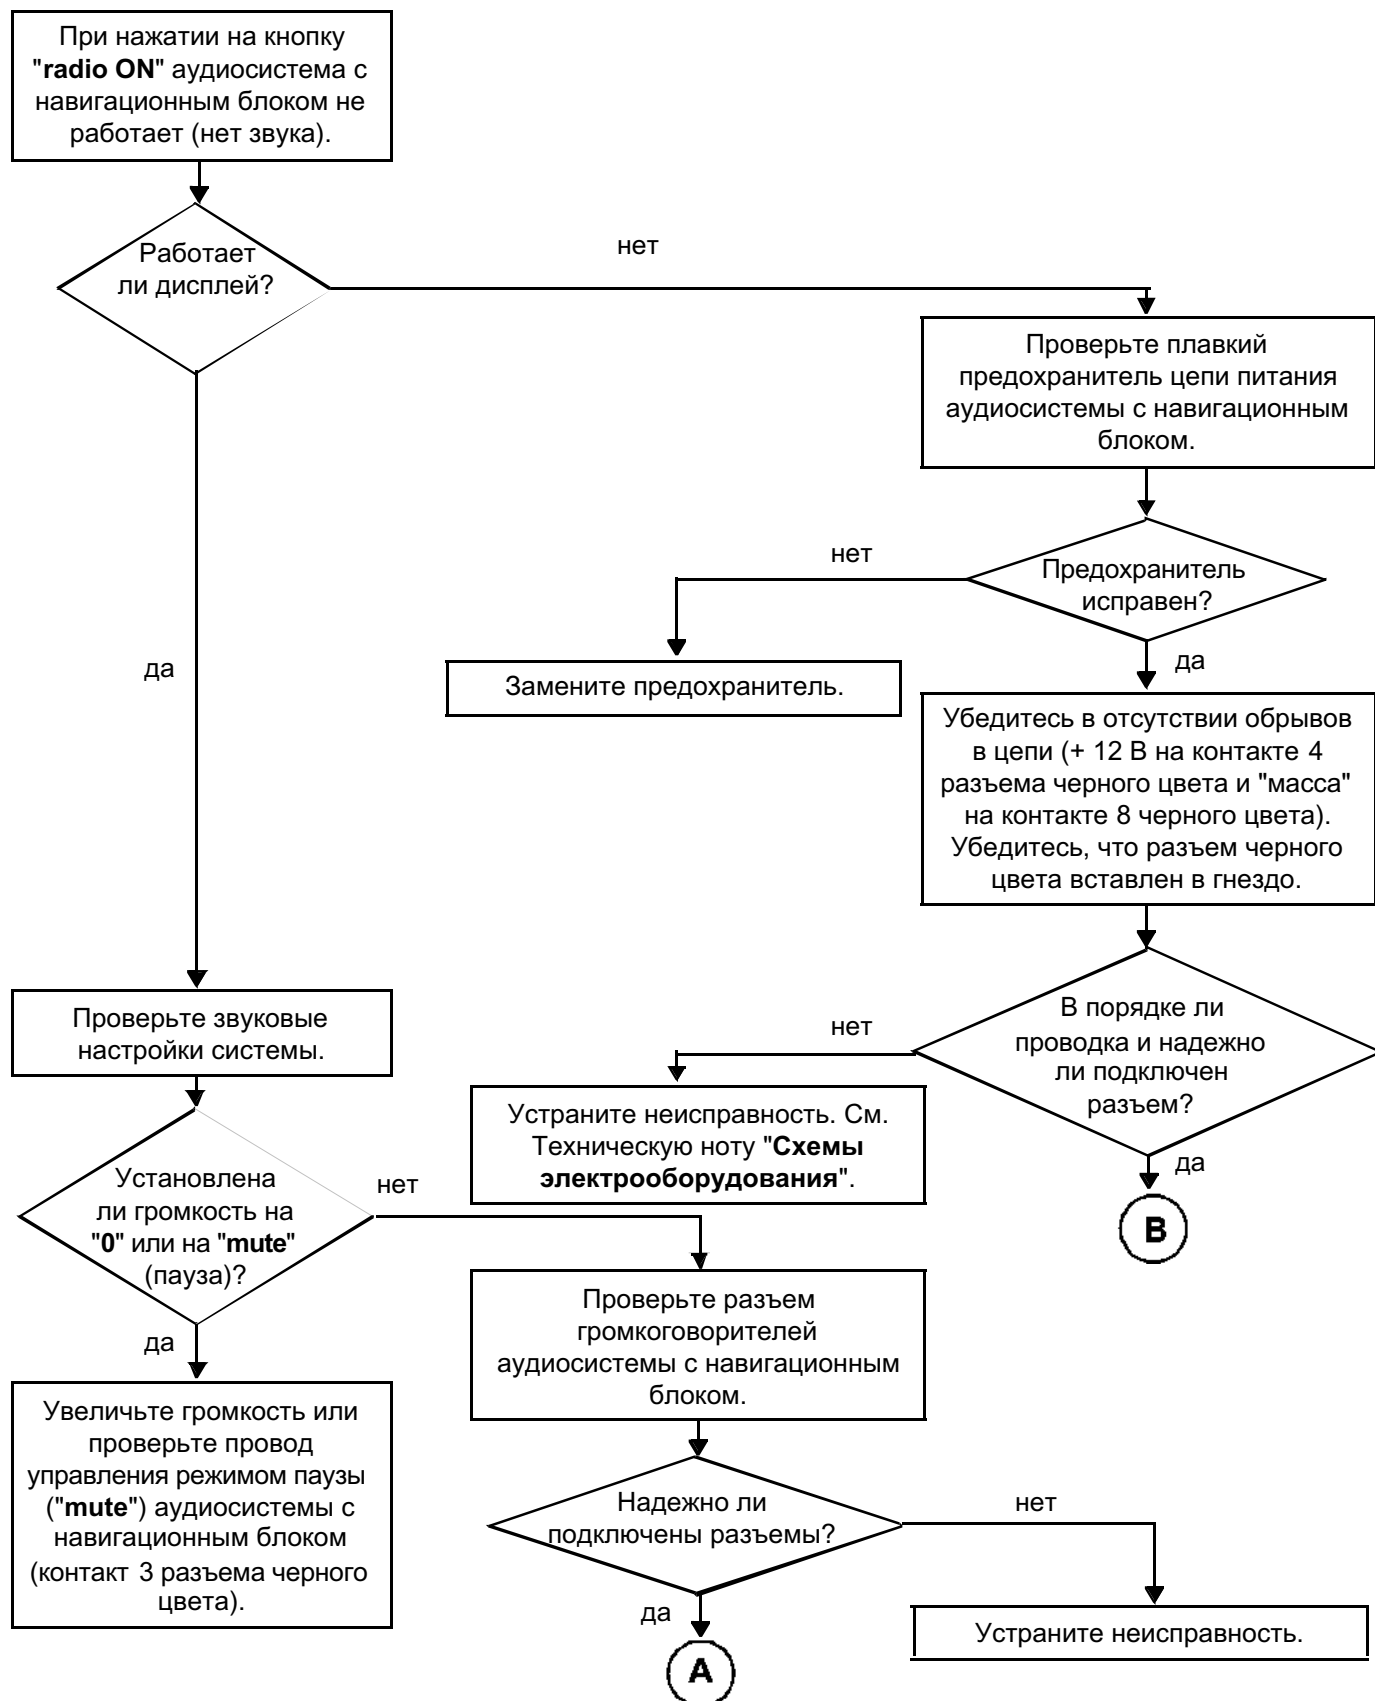 При нажатии на кнопку
"radio ON" аудиосистема с
навигационным блоком не
работает (нет звука).
Работает
ли дисплей?
нет
Проверьте плавкий
предохранитель цепи питания
аудиосистемы с навигационным
блоком.
нет
Предохранитель
исправен?
да
да
Замените предохранитель.
Убедитесь в отсутствии обрывов
в цепи (+ 12 В на контакте 4
разъема черного цвета и "масса"
на контакте 8 черного цвета).
Убедитесь, что разъем черного
цвета вставлен в гнездо.
Проверьте звуковые
настройки системы.
нет
В порядке ли
проводка и надежно
ли подключен
разъем?
Устраните неисправность. См.
Техническую ноту "Схемы
электрооборудования".
да
B
Установлена
ли громкость на
"0" или на "mute"
(пауза)?
нет
да
Проверьте разъем
громкоговорителей
аудиосистемы с навигационным
блоком.
Увеличьте громкость или
проверьте провод
управления режимом паузы
("mute") аудиосистемы с
навигационным блоком
(контакт 3 разъема черного
цвета).
Надежно ли
подключены разъемы?
нет
да
Устраните неисправность.
A